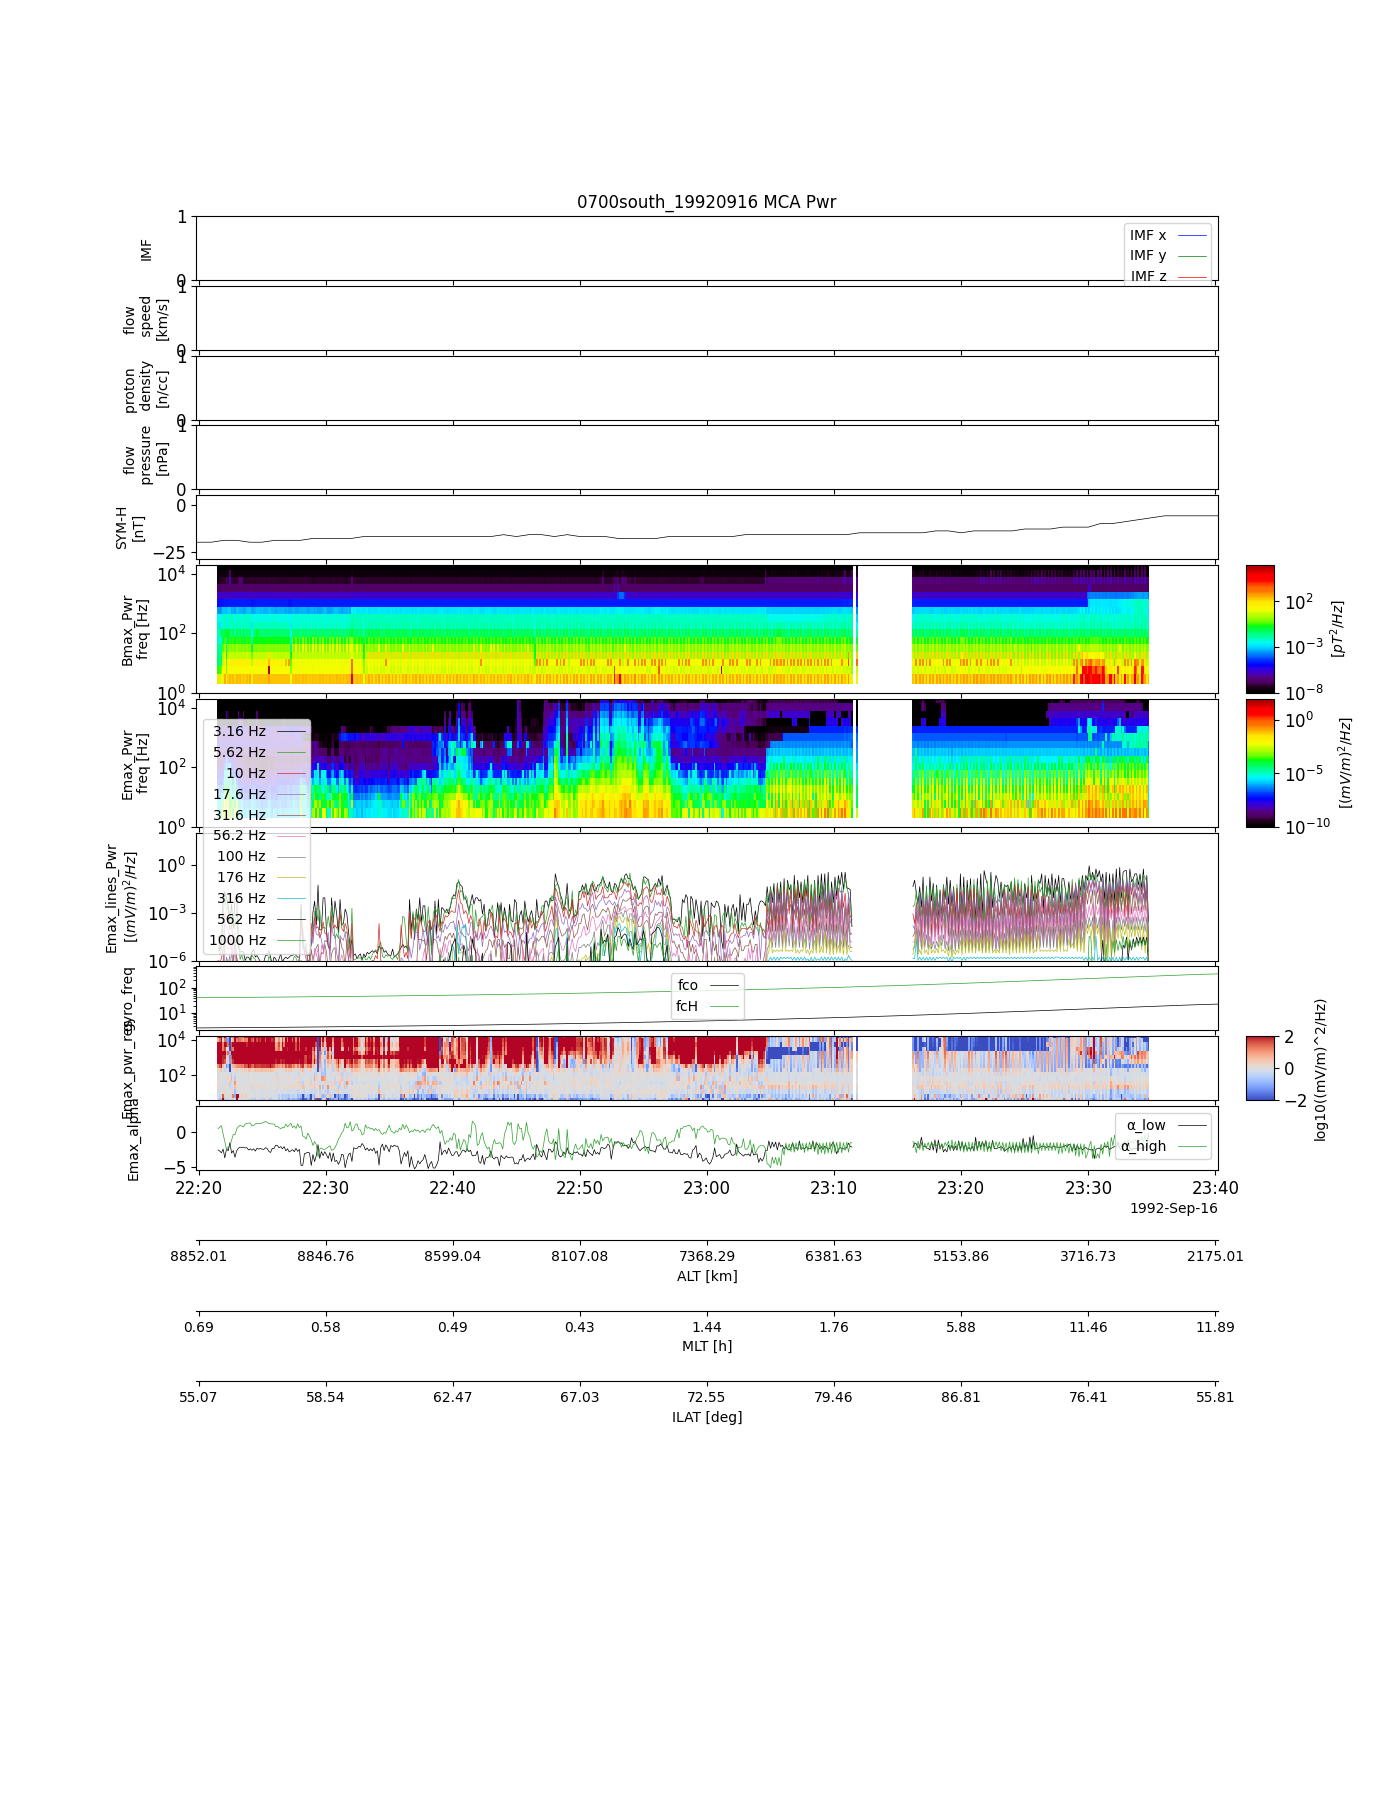 0700south_19920916 MCA Pwr
1
IMF
0
IMF x
IMF y
IMF z
1
flow
speed
[km/s]
0
1
proton
density
[n/cc]
0
1
flow
pressure
[nPa]
0
SYM-H
[nT]
0
−25
Bmax_Pwr
freq [Hz]
10^4
10^2
10^0
10^2
10^−3
10^−8
[pT^2/Hz]
Emax_Pwr
freq [Hz]
10^4
10^2
10^0
10^0
10^−5
10^−10
[(mV/m)^2/Hz]
3.16 Hz
5.62 Hz
10 Hz
17.6 Hz
31.6 Hz
56.2 Hz
100 Hz
176 Hz
316 Hz
562 Hz
1000 Hz
Emax_lines_Pwr
[(mV/m)^2/Hz]
10^0
10^−3
10^−6
gyro_freq
10^2
10^1
fco
fcH
Emax_pwr_reg
10^4
10^2
2
0
−2
log10((mV/m)^2/Hz)
Emax_alpha
0
−5
α_low
α_high
22:20 22:30 22:40 22:50 23:00 23:10 23:20 23:30 23:40
1992-Sep-16
8852.01 8846.76 8599.04 8107.08 7368.29 6381.63 5153.86 3716.73 2175.01
ALT [km]
0.69 0.58 0.49 0.43 1.44 1.76 5.88 11.46 11.89
MLT [h]
55.07 58.54 62.47 67.03 72.55 79.46 86.81 76.41 55.81
ILAT [deg]